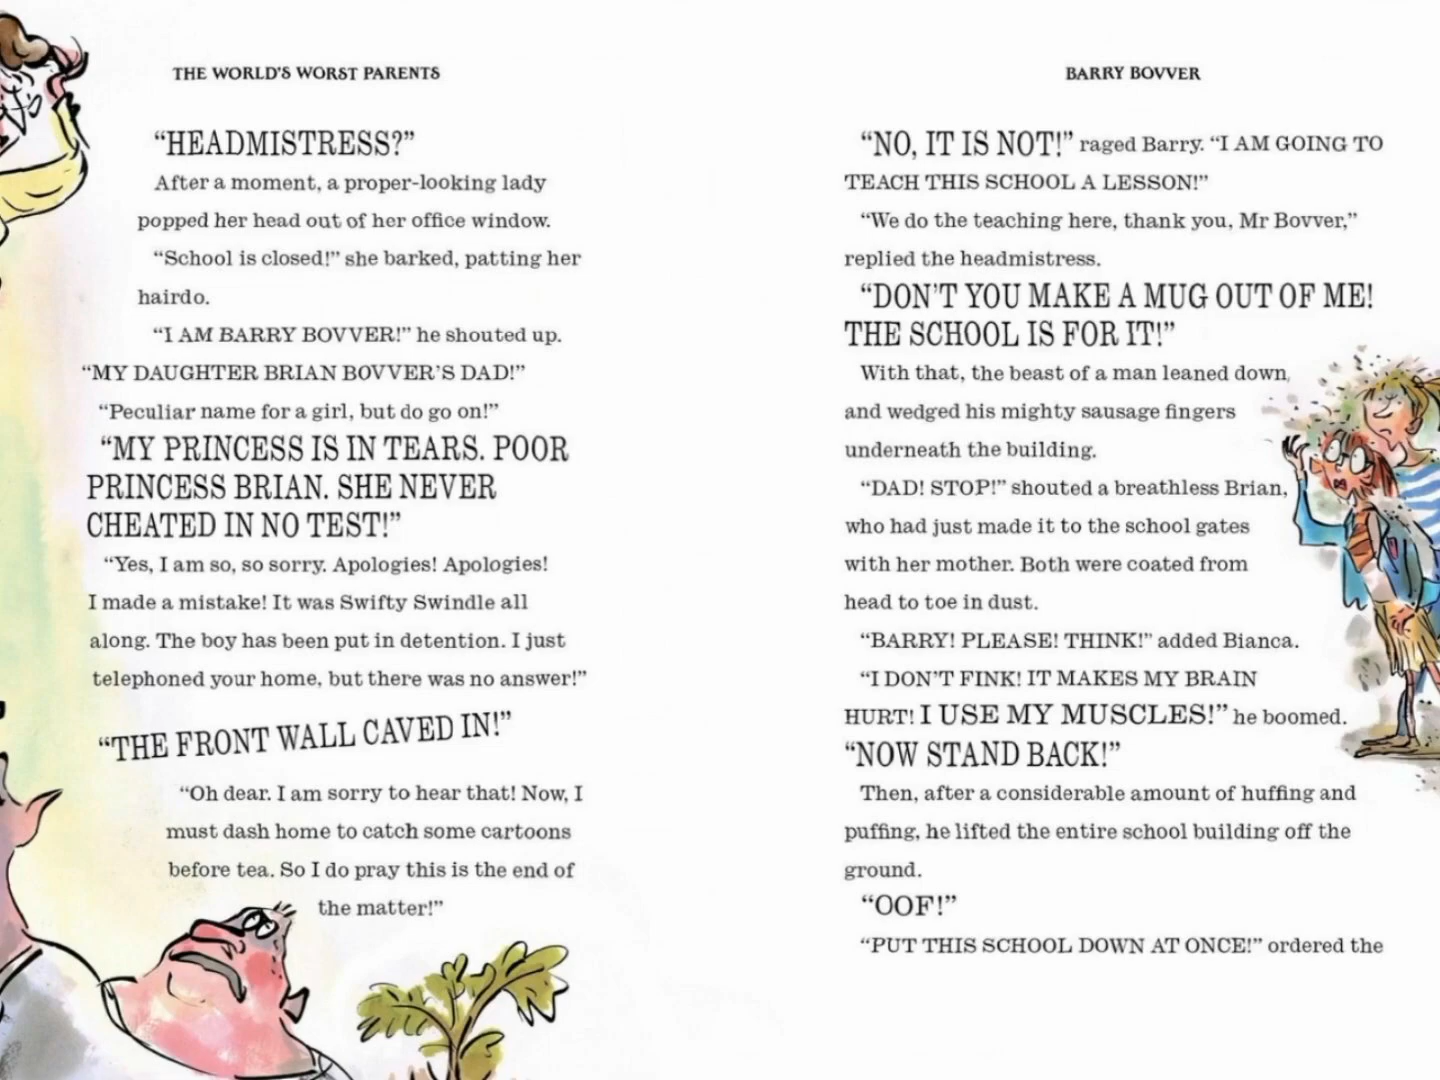 THE WORLD'S WORST PARENTS
“HEADMISTRESS?”
After a moment, a proper-looking lady
popped her head out of her office window.
“School is closed!” she barked, patting her
hairdo.
“I AM BARRY BOVVER!” he shouted up.
“MY DAUGHTER BRIAN BOVVER’S DAD!”
“Peculiar name for a girl, but do go on!”
“MY PRINCESS IS IN TEARS. POOR
PRINCESS BRIAN. SHE NEVER
CHEATED IN NO TEST!”
“Yes, I am so, so sorry. Apologies! Apologies!
I made a mistake! It was Swifty Swindle all
along. The boy has been put in detention. I just
telephoned your home, but there was no answer!”
“THE FRONT WALL CAVED IN!”
“Oh dear. I am sorry to hear that! Now, I
must dash home to catch some cartoons
before tea. So I do pray this is the end of
the matter!”
BARRY BOVVER
“NO, IT IS NOT!” raged Barry. “I AM GOING TO
TEACH THIS SCHOOL A LESSON!”
“We do the teaching here, thank you, Mr Bovver,”
replied the headmistress.
“DON’T YOU MAKE A MUG OUT OF ME!
THE SCHOOL IS FOR IT!”
With that, the beast of a man leaned down,
and wedged his mighty sausage fingers
underneath the building.
“DAD! STOP!” shouted a breathless Brian,
who had just made it to the school gates
with her mother. Both were coated from
head to toe in dust.
“BARRY! PLEASE! THINK!” added Bianca.
“I DON’T FINK! IT MAKES MY BRAIN
HURT! I USE MY MUSCLES!” he boomed.
“NOW STAND BACK!”
Then, after a considerable amount of huffing and
puffing, he lifted the entire school building off the
ground.
“OOF!”
“PUT THIS SCHOOL DOWN AT ONCE!” ordered the